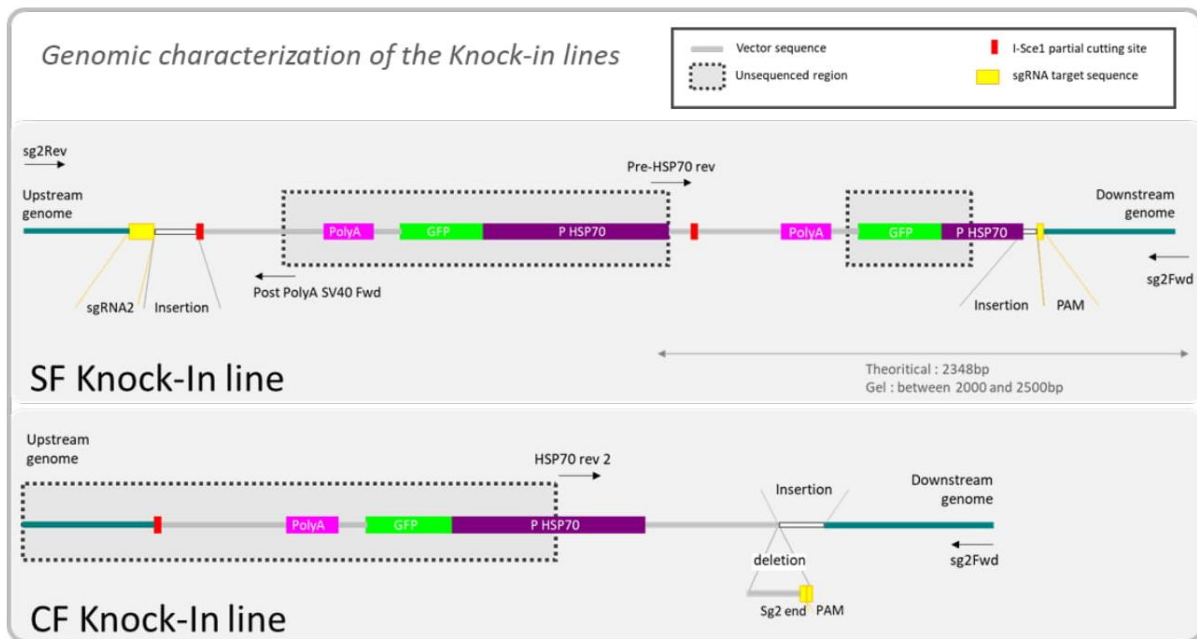 Genomic characterization of the Knock-in lines
Vector sequence
I-Sce1 partial cutting site
Unsequenced region
sgRNA target sequence
sg2Rev
Pre-HSP70 rev
Upstream
genome
Downstream
genome
PolyA
GFP
P HSP70
PolyA
GFP
P HSP70
Post PolyA SV40 Fwd
sg2Fwd
sgRNA2
Insertion
Insertion
PAM
SF Knock-In line
Theoritical : 2348bp
Gel : between 2000 and 2500bp
Upstream
genome
HSP70 rev 2
Insertion
Downstream
genome
PolyA
GFP
P HSP70
deletion
sg2Fwd
Sg2 end
PAM
CF Knock-In line